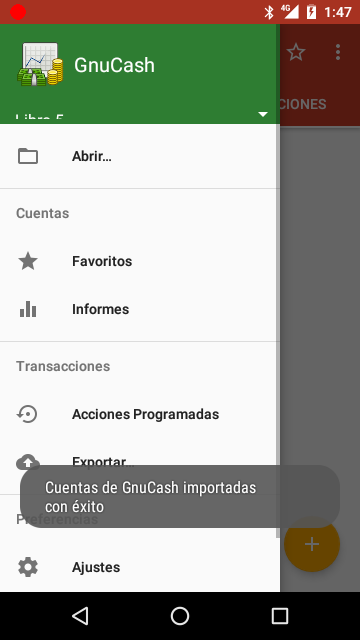 4G
1:47
GnuCash
Libro 5
CIONES
Abrir...
Cuentas
Favoritos
Informes
Transacciones
Acciones Programadas
Exportar...
Cuentas de GnuCash importadas
con éxito
Preferencias
Ajustes